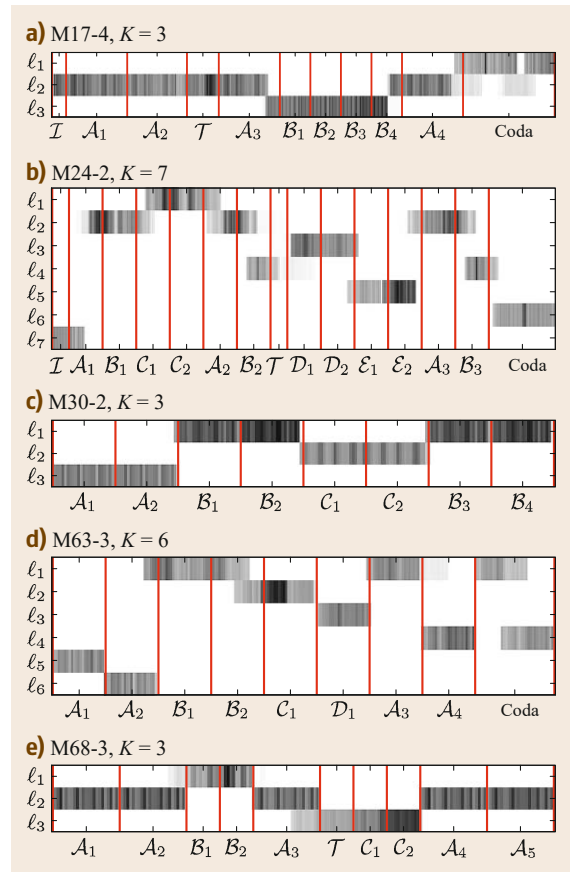 a) M17-4, K = 3
ℓ1
ℓ2
ℓ3
ℐ 𝒜1 𝒜2 𝒯 𝒜3 ℬ1 ℬ2 ℬ3 ℬ4 𝒜4 Coda
b) M24-2, K = 7
ℓ1
ℓ2
ℓ3
ℓ4
ℓ5
ℓ6
ℓ7
ℐ 𝒜1 ℬ1 𝒞1 𝒞2 𝒜2 ℬ2 𝒯 𝒟1 𝒟2 ℰ1 ℰ2 𝒜3 ℬ3 Coda
c) M30-2, K = 3
ℓ1
ℓ2
ℓ3
𝒜1 𝒜2 ℬ1 ℬ2 𝒞1 𝒞2 ℬ3 ℬ4
d) M63-3, K = 6
ℓ1
ℓ2
ℓ3
ℓ4
ℓ5
ℓ6
𝒜1 𝒜2 ℬ1 ℬ2 𝒞1 𝒟1 𝒜3 𝒜4 Coda
e) M68-3, K = 3
ℓ1
ℓ2
ℓ3
𝒜1 𝒜2 ℬ1 ℬ2 𝒜3 𝒯 𝒞1 𝒞2 𝒜4 𝒜5